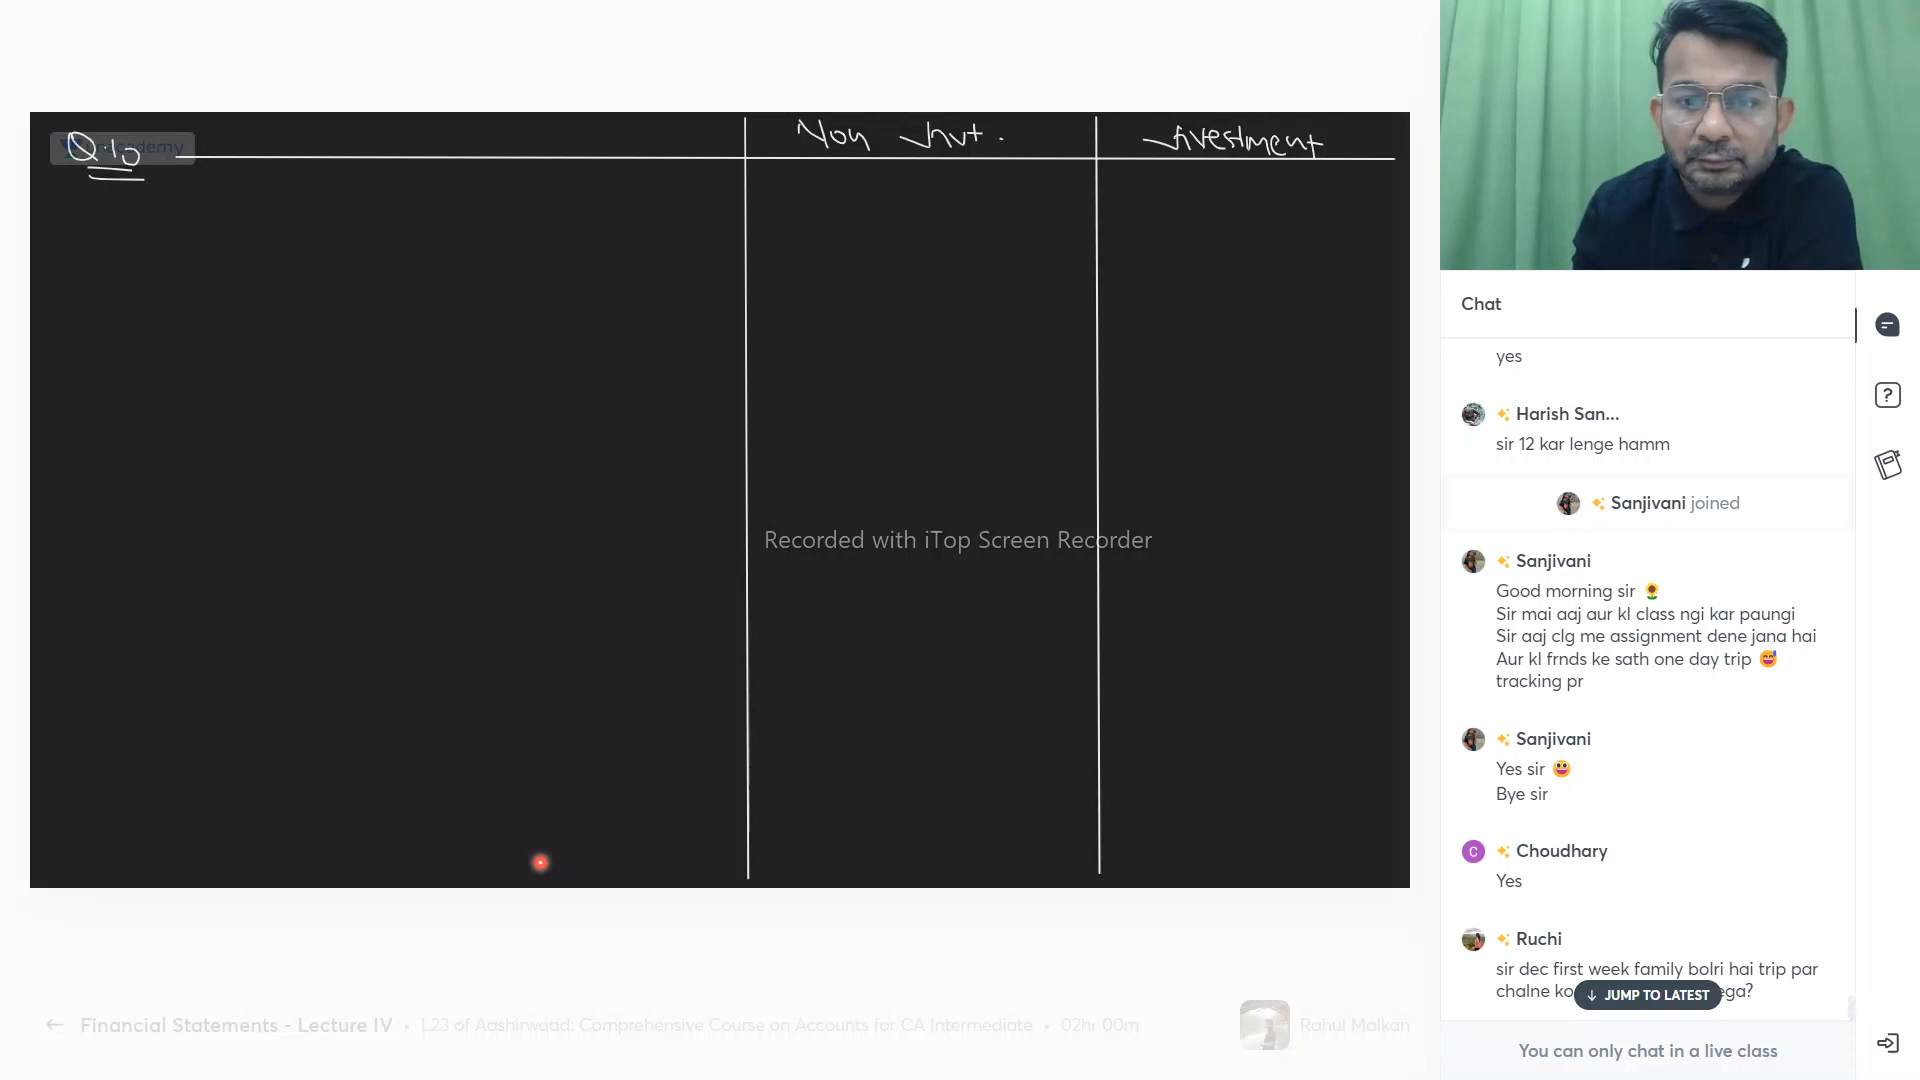 Q.10
unacademy
Non Invt.
Investment
Recorded with iTop Screen Recorder
Chat
yes
Harish San...
sir 12 kar lenge hamm
Sanjivani joined
Sanjivani
Good morning sir 🌻
Sir mai aaj aur kl class ngi kar paungi
Sir aaj clg me assignment dene jana hai
Aur kl frnds ke sath one day trip 😅
tracking pr
Sanjivani
Yes sir 😀
Bye sir
C Choudhary
Yes
Ruchi
sir dec first week family bolri hai trip par
chalne
JUMP TO LATEST
You can only chat in a live class
← Financial Statements - Lecture IV • L23 of Aashirwaad: Comprehensive Course on Accounts for CA Intermediate • 02hr 00m
Rahul Malkan